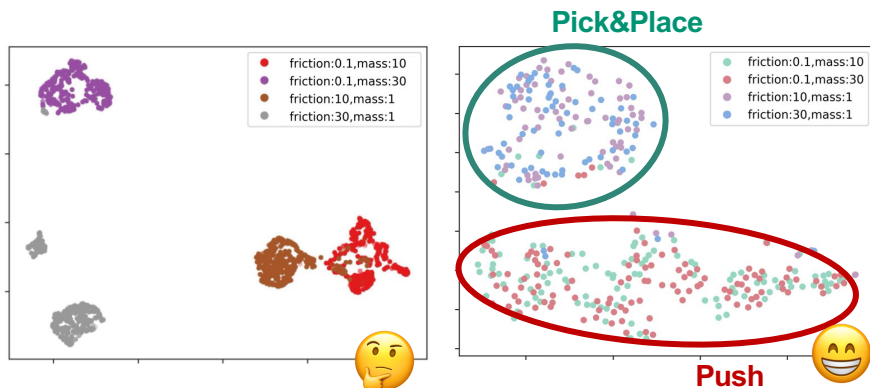 Pick&Place
friction:0.1,mass:10
friction:0.1,mass:30
friction:10,mass:1
friction:30,mass:1
friction:0.1,mass:10
friction:0.1,mass:30
friction:10,mass:1
friction:30,mass:1
Push